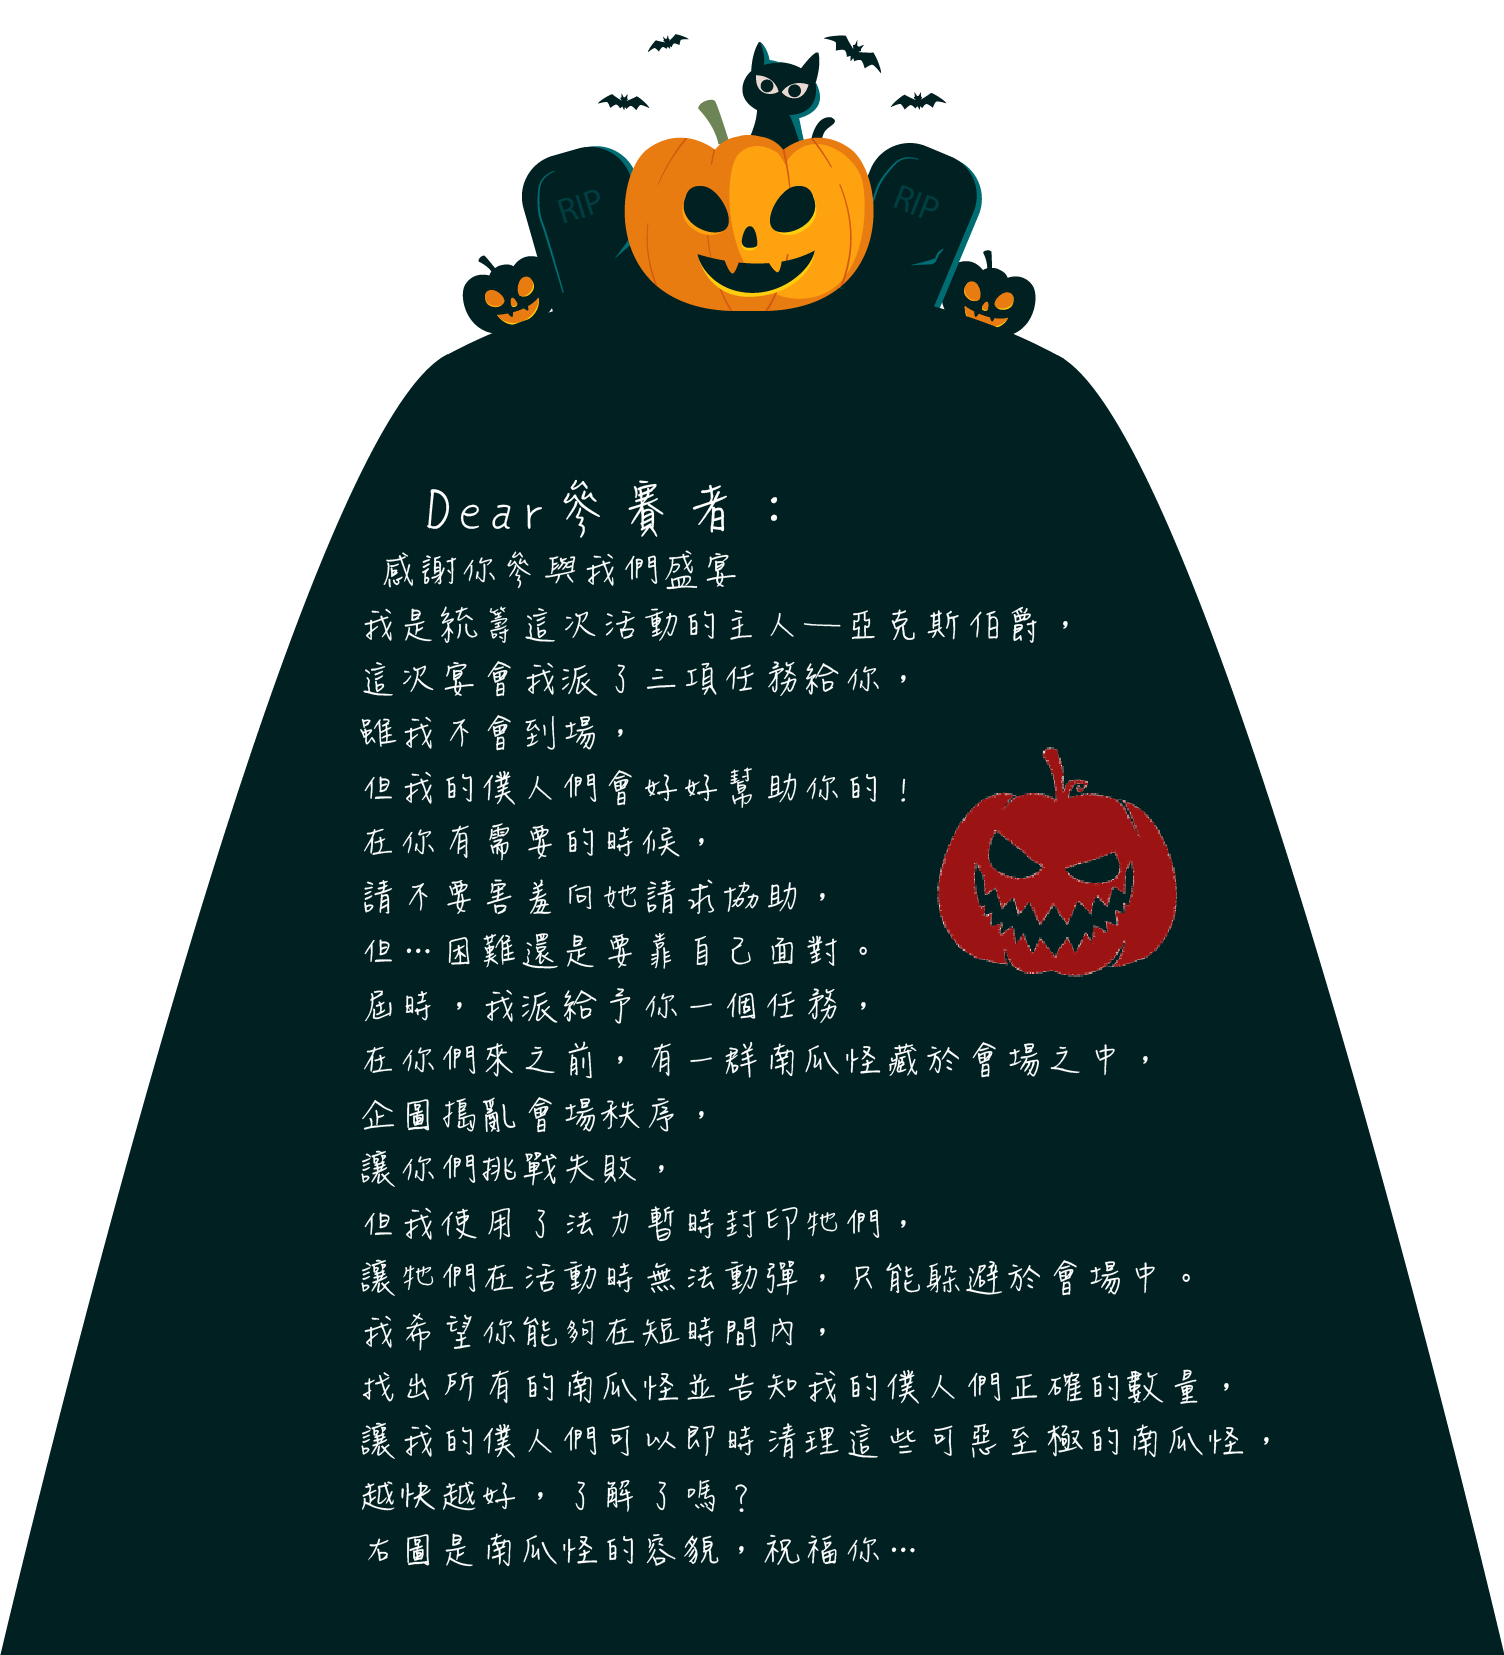 RIP
RIP
Dear參賽者：
感謝你參與我們盛宴
我是統籌這次活動的主人—亞克斯伯爵，
這次宴會我派了三項任務給你，
雖我不會到場，
但我的僕人們會好好幫助你的！
在你有需要的時候，
請不要害羞向她請求協助，
但…困難還是要靠自己面對。
屆時，我派給予你一個任務，
在你們來之前，有一群南瓜怪藏於會場之中，
企圖搗亂會場秩序，
讓你們挑戰失敗，
但我使用了法力暫時封印牠們，
讓牠們在活動時無法動彈，只能躲避於會場中。
我希望你能夠在短時間內，
找出所有的南瓜怪並告知我的僕人們正確的數量，
讓我的僕人們可以即時清理這些可惡至極的南瓜怪，
越快越好，了解了嗎？
右圖是南瓜怪的容貌，祝福你…